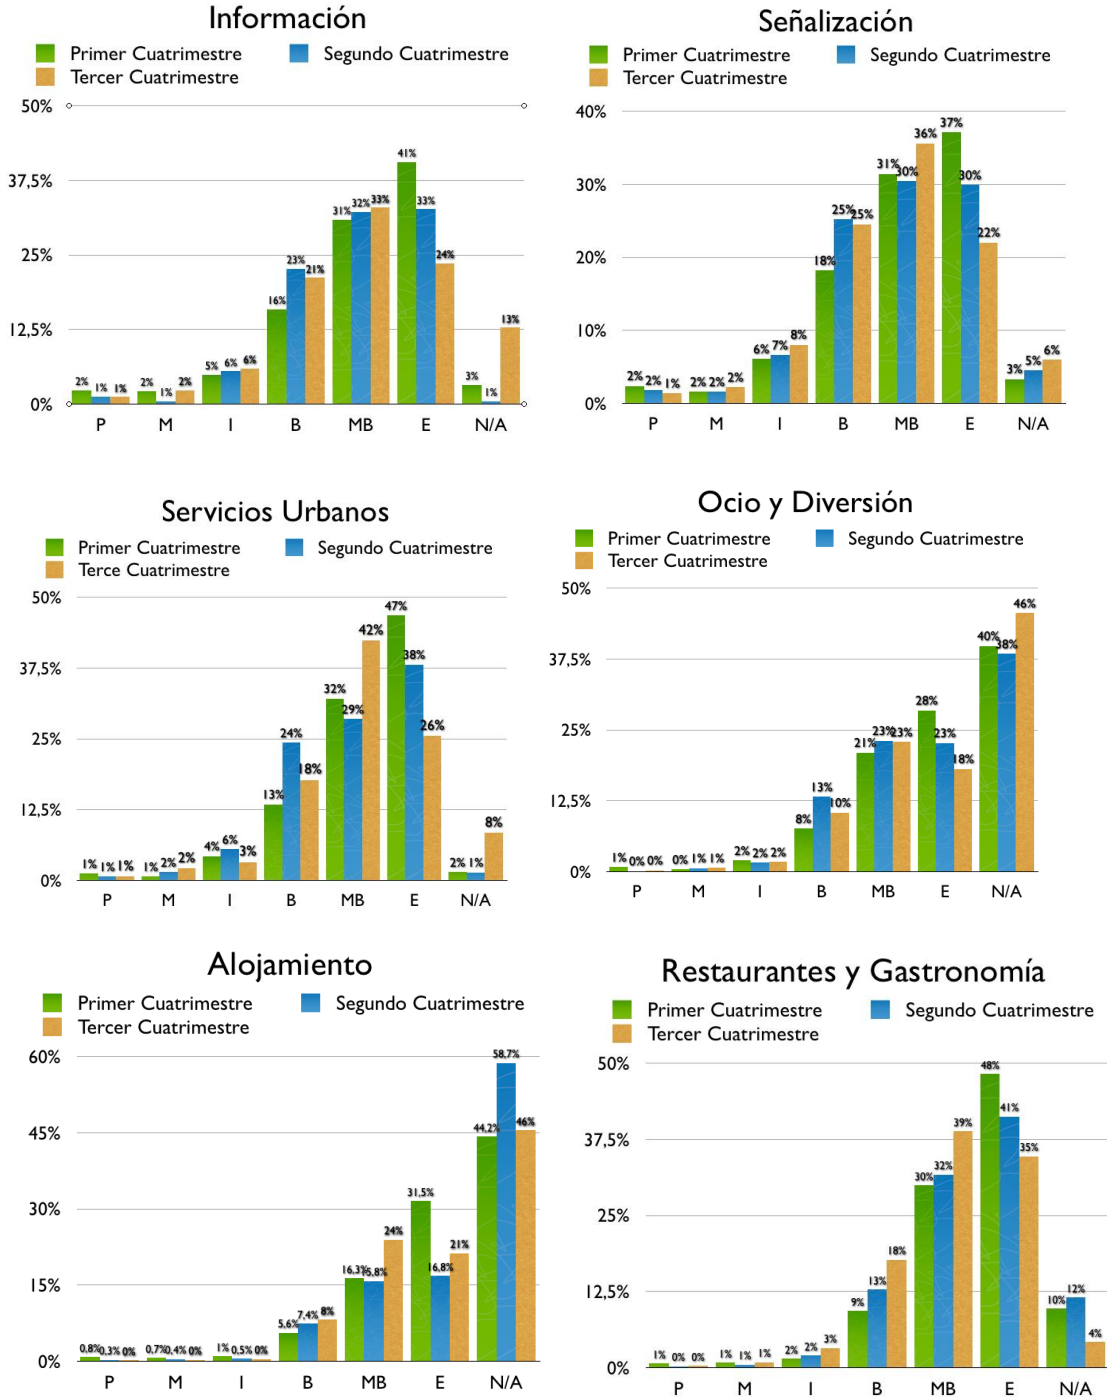 Información
Primer Cuatrimestre
Segundo Cuatrimestre
Tercer Cuatrimestre
50%
37,5%
25%
12,5%
0%
2% 1% 1% 2% 1% 2% 5% 6% 6% 16% 23% 21% 31% 32% 33% 41% 33% 24% 3% 1% 13%
P M I B MB E N/A
Señalización
Primer Cuatrimestre
Segundo Cuatrimestre
Tercer Cuatrimestre
40%
30%
20%
10%
0%
2% 2% 1% 2% 2% 2% 6% 7% 8% 18% 25% 25% 31% 30% 36% 37% 30% 22% 3% 5% 6%
P M I B MB E N/A
Servicios Urbanos
Primer Cuatrimestre
Segundo Cuatrimestre
Terce Cuatrimestre
50%
37,5%
25%
12,5%
0%
1% 1% 1% 1% 2% 2% 4% 6% 3% 13% 24% 18% 32% 29% 42% 47% 38% 26% 2% 1% 8%
P M I B MB E N/A
Ocio y Diversión
Primer Cuatrimestre
Segundo Cuatrimestre
Tercer Cuatrimestre
50%
37,5%
25%
12,5%
0%
1% 0% 0% 0% 1% 1% 2% 2% 2% 8% 13% 10% 21% 23% 23% 28% 23% 18% 40% 38% 46%
P M I B MB E N/A
Alojamiento
Primer Cuatrimestre
Segundo Cuatrimestre
Tercer Cuatrimestre
60%
45%
30%
15%
0%
0,8% 0,3% 0% 0,7% 0,4% 0% 1% 0,5% 0% 5,6% 7,4% 8% 16,3% 15,8% 24% 31,5% 16,8% 21% 44,2% 58,7% 46%
P M I B MB E N/A
Restaurantes y Gastronomía
Primer Cuatrimestre
Segundo Cuatrimestre
Tercer Cuatrimestre
50%
37,5%
25%
12,5%
0%
1% 0% 0% 1% 1% 1% 2% 2% 3% 9% 13% 18% 30% 32% 39% 48% 41% 35% 10% 12% 4%
P M I B MB E N/A